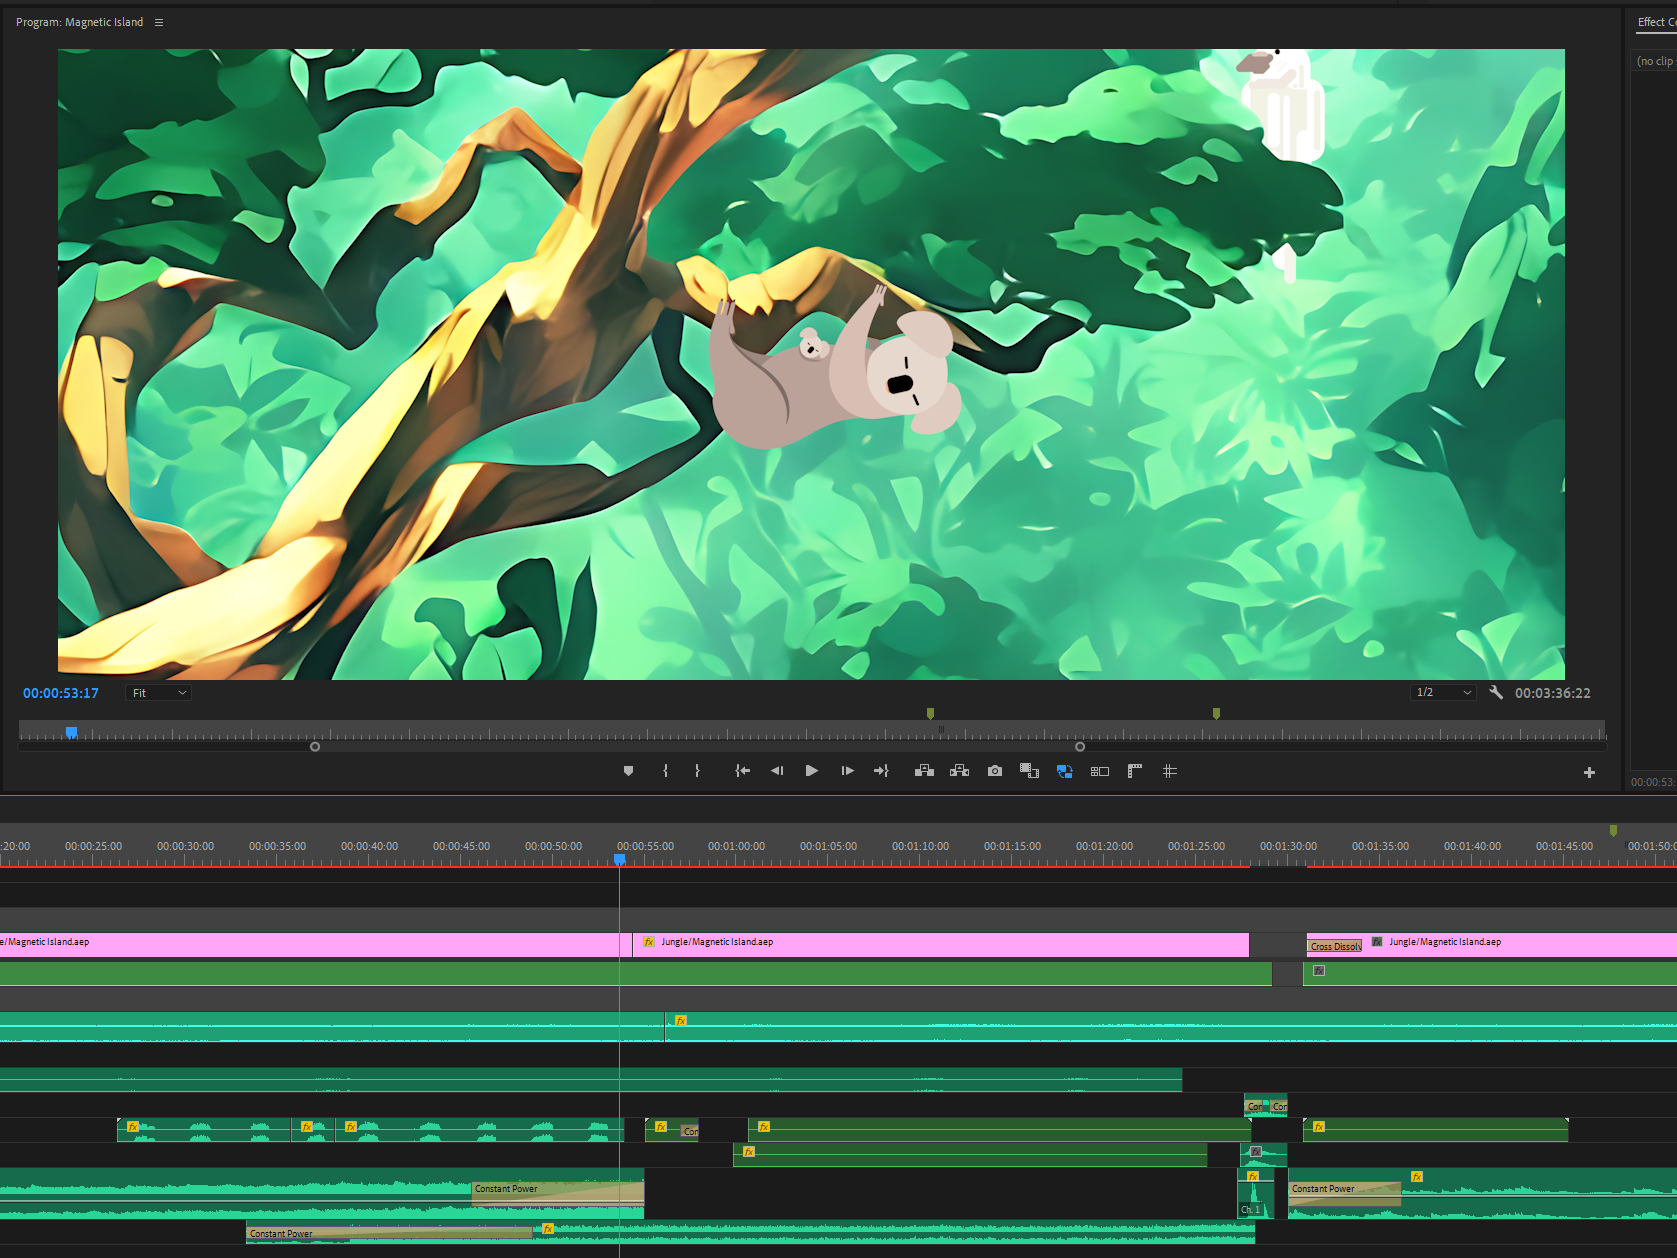 Program: Magnetic Island
Effect Co
(no clip
00:00:53:17
Fit
1/2
00:03:36:22
00:00:53:
:20:00 00:00:25:00 00:00:30:00 00:00:35:00 00:00:40:00 00:00:45:00 00:00:50:00 00:00:55:00 00:01:00:00 00:01:05:00 00:01:10:00 00:01:15:00 00:01:20:00 00:01:25:00 00:01:30:00 00:01:35:00 00:01:40:00 00:01:45:00 00:01:50:0
e/Magnetic Island.aep
fx Jungle/Magnetic Island.aep
Cross Dissolv
fx Jungle/Magnetic Island.aep
fx
fx
Con Con
fx fx fx fx Con fx fx
fx fx
Constant Power
fx
Ch. 1
Constant Power
fx
Constant Power
fx